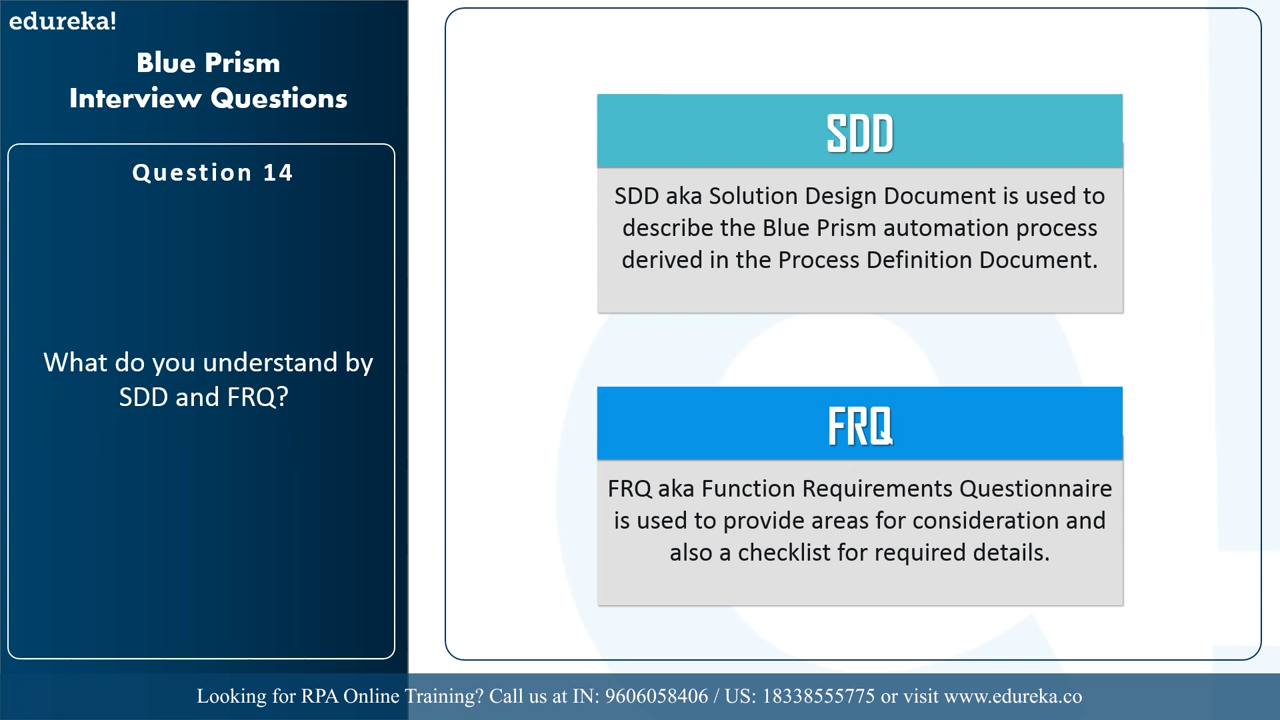 edureka!
Blue Prism
Interview Questions
Question 14
What do you understand by
SDD and FRQ?
SDD
SDD aka Solution Design Document is used to
describe the Blue Prism automation process
derived in the Process Definition Document.
FRQ
FRQ aka Function Requirements Questionnaire
is used to provide areas for consideration and
also a checklist for required details.
Looking for RPA Online Training? Call us at IN: 9606058406 / US: 18338555775 or visit www.edureka.co